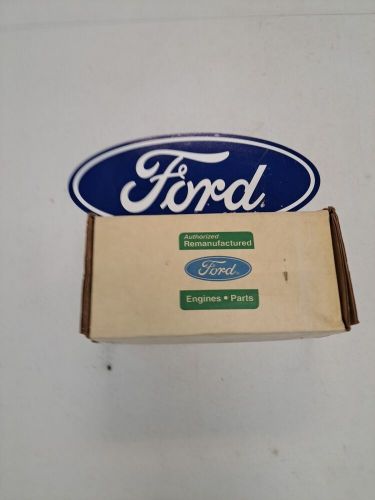 Ford
Authorized
Remanufactured
Ford
Engines • Parts